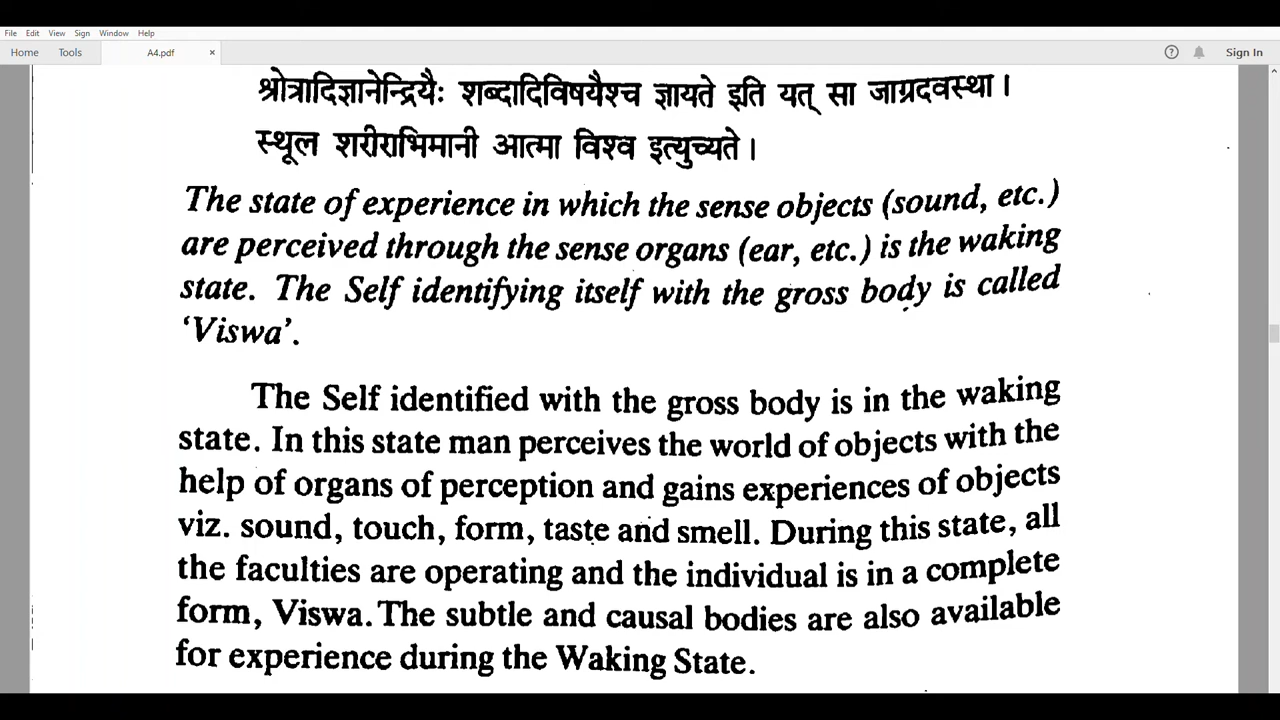 File Edit View Sign Window Help
Home Tools A4.pdf × ? Sign In
श्रोत्रादिज्ञानेन्द्रियैः शब्दादिविषयैश्च ज्ञायते इति यत् सा जाग्रदवस्था।
स्थूल शरीराभिमानी आत्मा विश्व इत्युच्यते।
The state of experience in which the sense objects (sound, etc.)
are perceived through the sense organs (ear, etc.) is the waking
state. The Self identifying itself with the gross body is called
‘Viswa’.
The Self identified with the gross body is in the waking
state. In this state man perceives the world of objects with the
help of organs of perception and gains experiences of objects
viz. sound, touch, form, taste and smell. During this state, all
the faculties are operating and the individual is in a complete
form, Viswa. The subtle and causal bodies are also available
for experience during the Waking State.